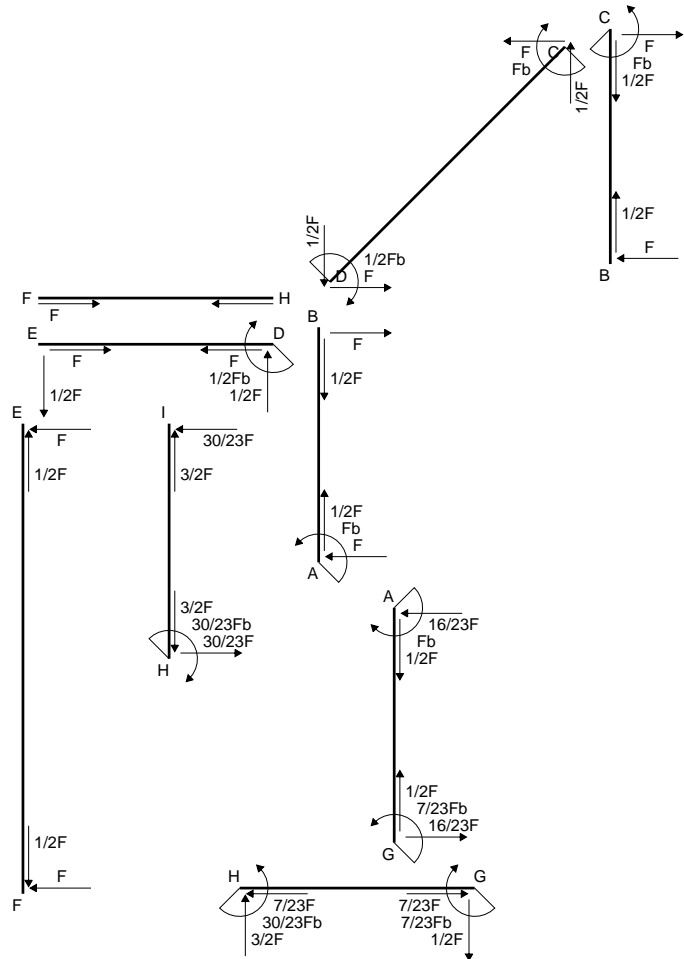 C
F
Fb
1/2F
C
F
Fb
1/2F
1/2F
F
B
1/2F
1/2Fb
D
F
F
H
F
B
F
1/2F
E
D
F
F
1/2Fb
1/2F
1/2F
E
F
1/2F
I
30/23F
3/2F
1/2F
Fb
F
A
3/2F
30/23Fb
30/23F
H
A
16/23F
Fb
1/2F
1/2F
7/23Fb
16/23F
G
1/2F
F
F
H
G
7/23F
30/23Fb
3/2F
7/23F
7/23Fb
1/2F